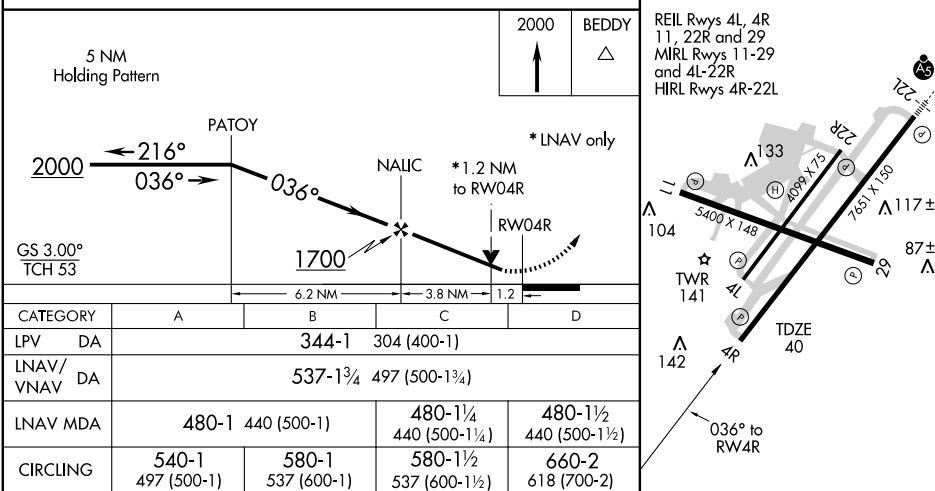 2000
BEDDY
5 NM
Holding Pattern
PATOY
* LNAV only
216°
2000
036°
036°
NALIC
*1.2 NM
to RW04R
RW04R
GS 3.00°
TCH 53
1700
6.2 NM
3.8 NM
1.2
CATEGORY A B C D
LPV DA 344-1 304 (400-1)
LNAV/
VNAV DA 537-1¾ 497 (500-1¾)
LNAV MDA 480-1 440 (500-1) 480-1¼ 480-1½
440 (500-1¼) 440 (500-1½)
CIRCLING 540-1 580-1 580-1½ 660-2
497 (500-1) 537 (600-1) 537 (600-1½) 618 (700-2)
REIL Rwys 4L, 4R
11, 22R and 29
MIRL Rwys 11-29
and 4L-22R
HIRL Rwys 4R-22L
A5
22L
P
22R
133
P
4099 X 75
H
P
11
7651 X 150
5400 X 148
117±
104
87±
TWR
141
P
4L
29
P
P
TDZE
40
142
4R
036° to
RW4R